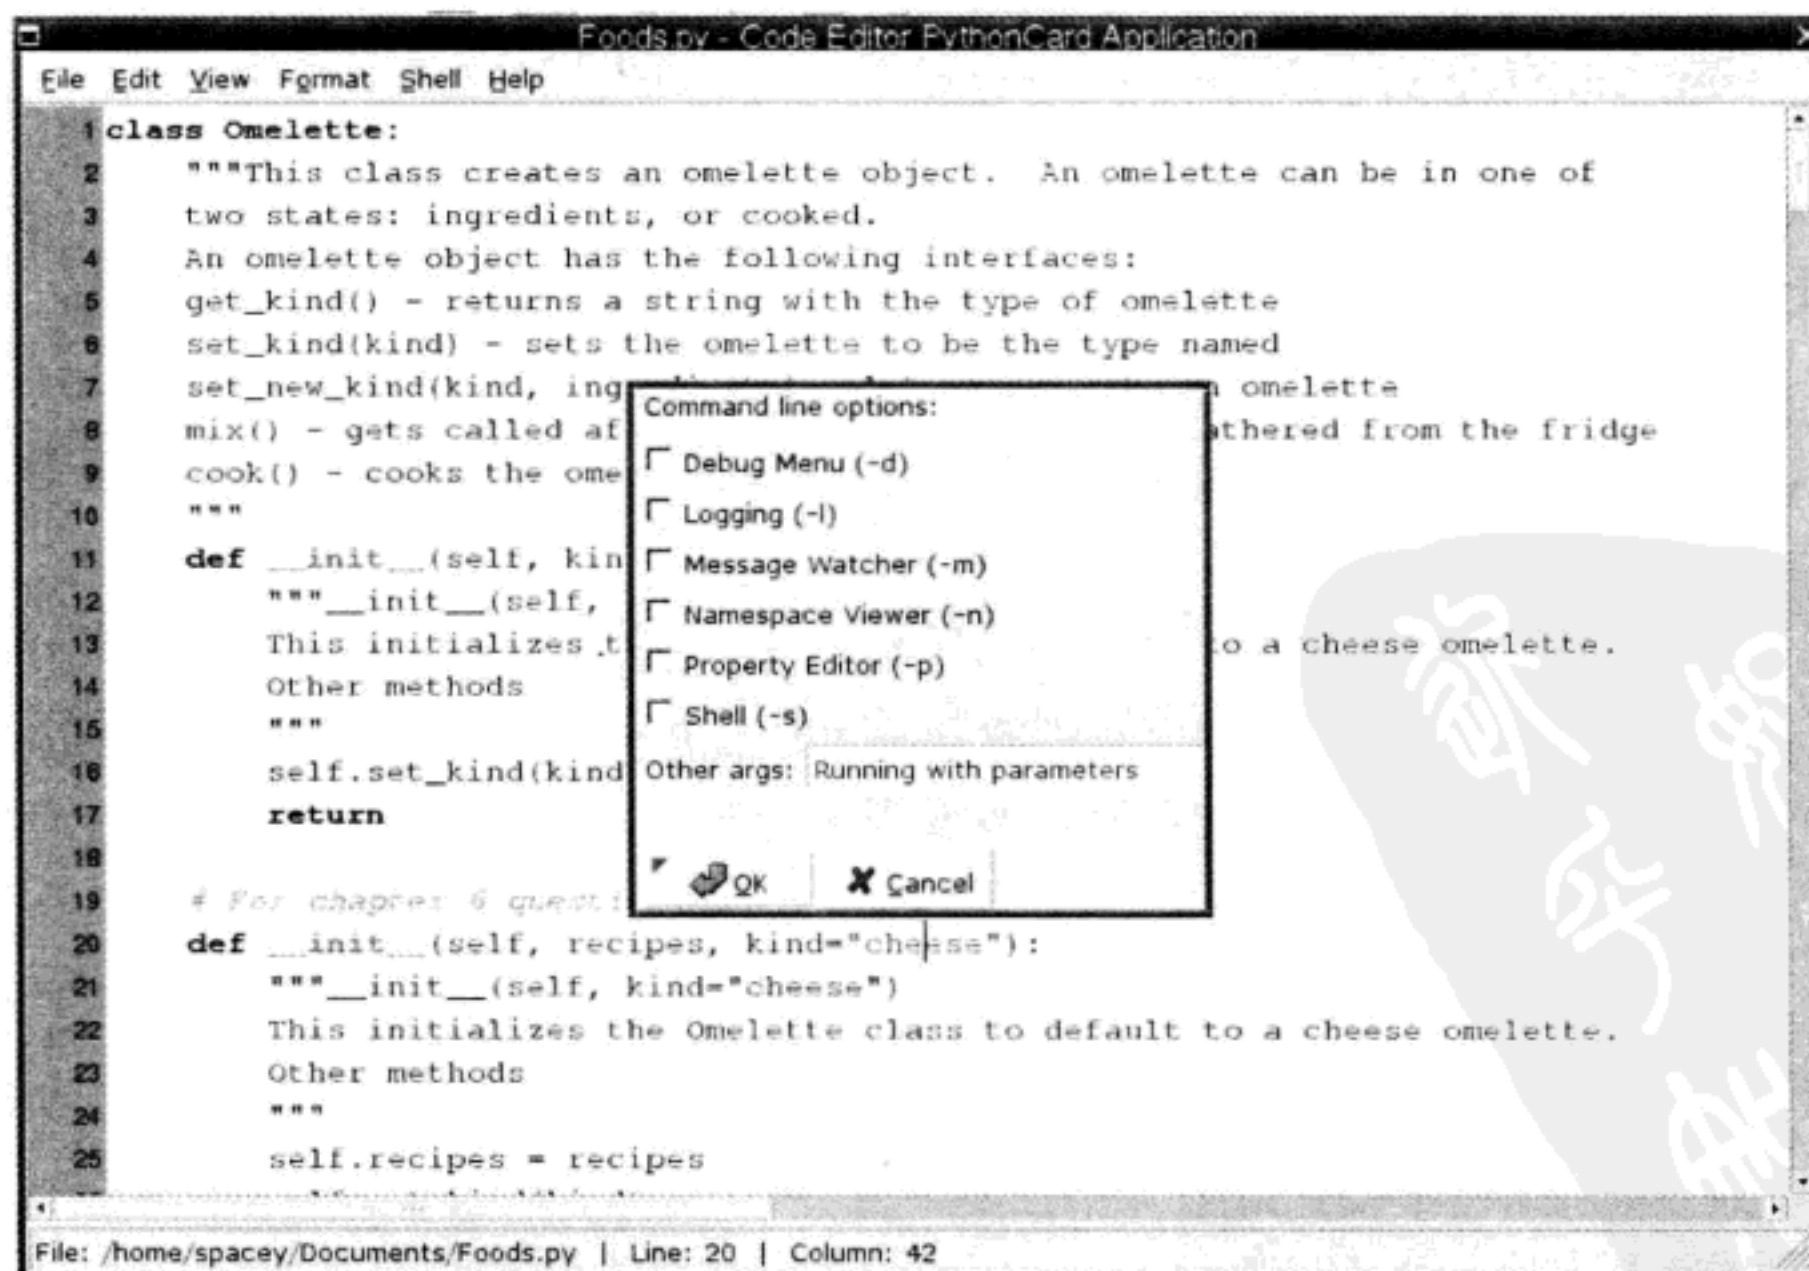 Foods.py - Code Editor PythonCard Application
File Edit View Format Shell Help
1 class Omelette:
2 """This class creates an omelette object. An omelette can be in one of
3 two states: ingredients, or cooked.
4 An omelette object has the following interfaces:
5 get_kind() - returns a string with the type of omelette
6 set_kind(kind) - sets the omelette to be the type named
7 set_new_kind(kind, ing omelette
8 mix() - gets called af athered from the fridge
9 cook() - cooks the ome
10 """
11 def __init__(self, kin
12 """__init__(self,
13 This initializes t o a cheese omelette.
14 Other methods
15 """
16 self.set_kind(kind
17 return
18
19 # For chapter 6 questi
Command line options:
Debug Menu (-d)
Logging (-l)
Message Watcher (-m)
Namespace Viewer (-n)
Property Editor (-p)
Shell (-s)
Other args: Running with parameters
OK Cancel
20 def __init__(self, recipes, kind="cheese"):
21 """__init__(self, kind="cheese")
22 This initializes the Omelette class to default to a cheese omelette.
23 Other methods
24 """
25 self.recipes = recipes
File: /home/spacey/Documents/Foods.py | Line: 20 | Column: 42